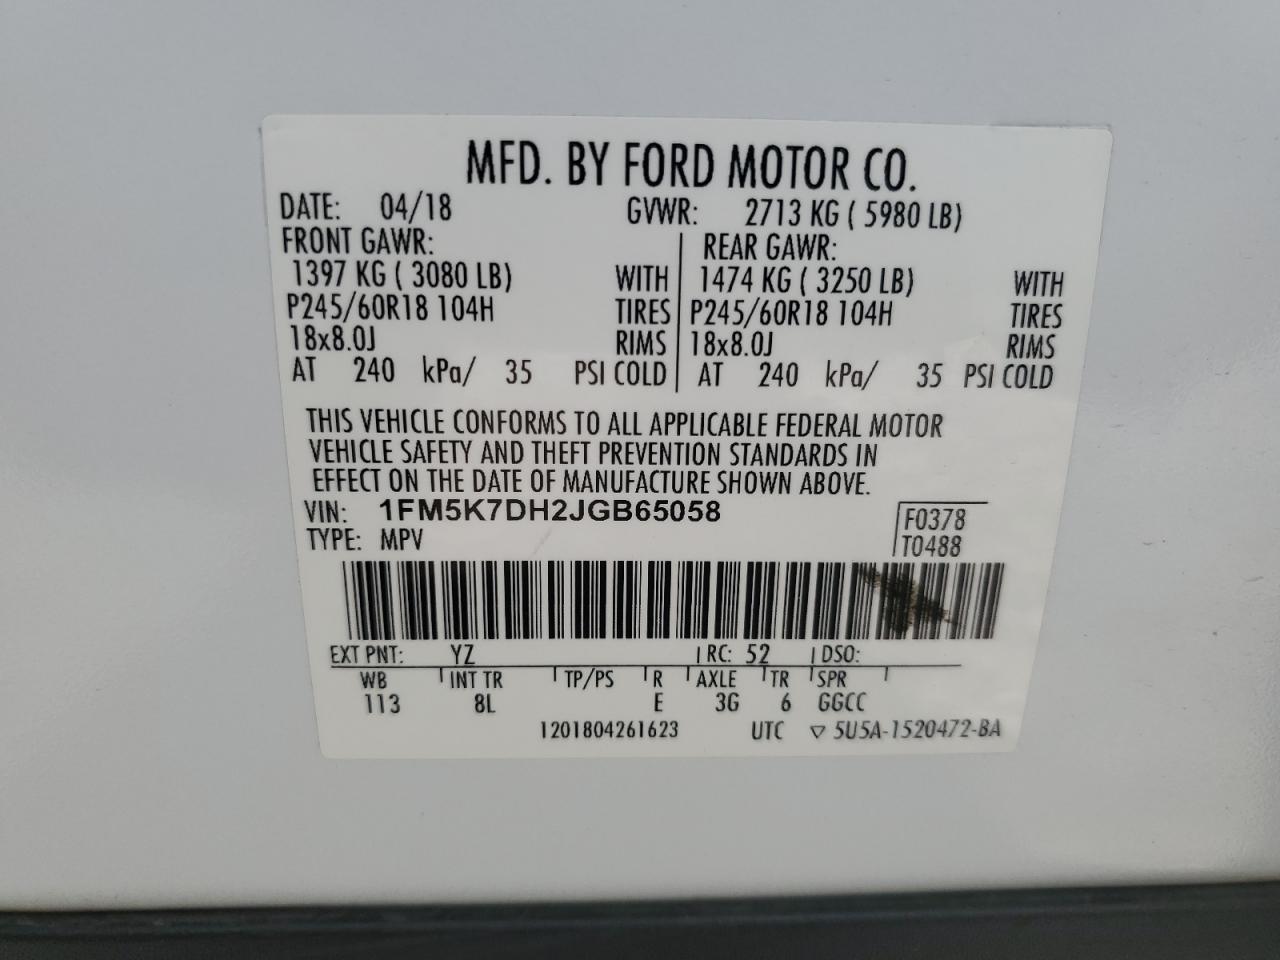 MFD. BY FORD MOTOR CO.
DATE: 04/18 GVWR: 2713 KG ( 5980 LB)
FRONT GAWR: REAR GAWR:
1397 KG ( 3080 LB) WITH 1474 KG ( 3250 LB) WITH
P245/60R18 104H TIRES P245/60R18 104H TIRES
18x8.0J RIMS 18x8.0J RIMS
AT 240 kPa/ 35 PSI COLD AT 240 kPa/ 35 PSI COLD
THIS VEHICLE CONFORMS TO ALL APPLICABLE FEDERAL MOTOR
VEHICLE SAFETY AND THEFT PREVENTION STANDARDS IN
EFFECT ON THE DATE OF MANUFACTURE SHOWN ABOVE.
VIN: 1FM5K7DH2JGB65058 F0378
TYPE: MPV T0488
EXT PNT: YZ RC: 52 DSO:
WB INT TR TP/PS R AXLE TR SPR
113 8L E 3G 6 GGCC
1201804261623 UTC ▽ 5U5A-1520472-BA